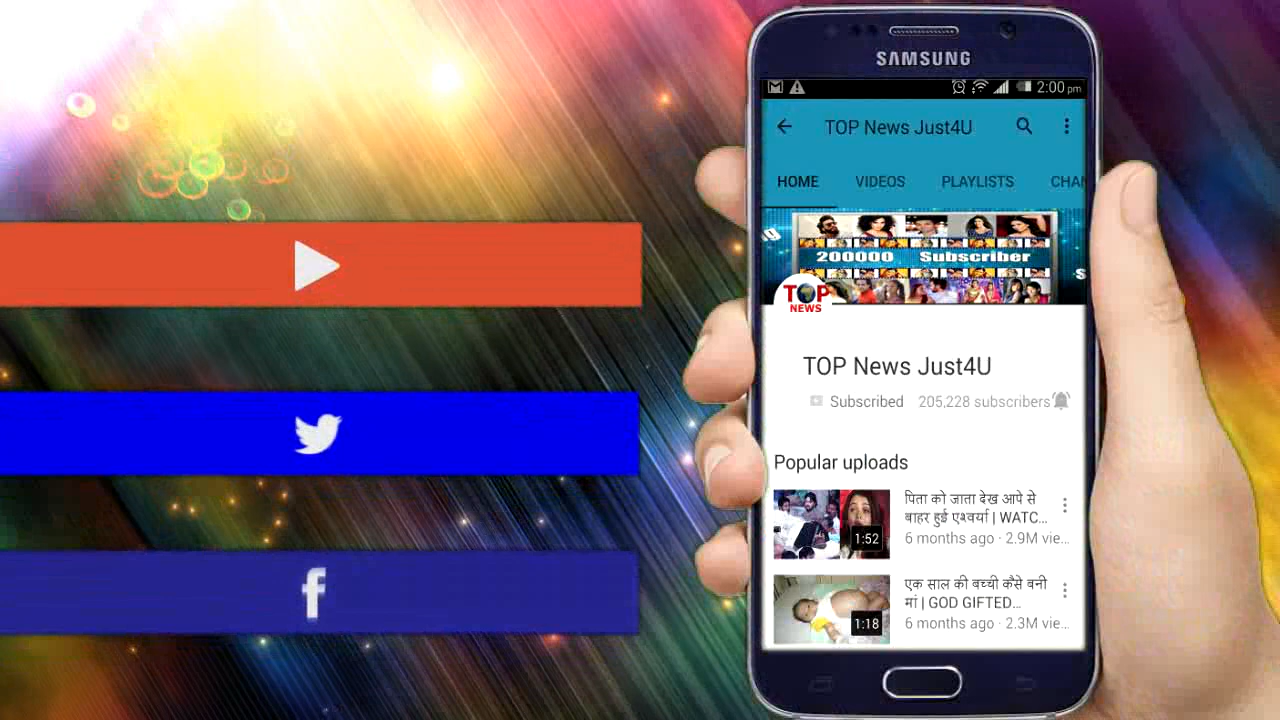 SAMSUNG
2:00 pm
TOP News Just4U
HOME VIDEOS PLAYLISTS CHAN
200000 Subscriber
TOP
NEWS
TOP News Just4U
Subscribed 205,228 subscribers
Popular uploads
पिता को जाता देख आपे से
बाहर हुई एश्वर्या | WATC...
6 months ago · 2.9M vie...
1:52
एक साल की बच्ची कैसे बनी
मां | GOD GIFTED...
6 months ago · 2.3M vie...
1:18